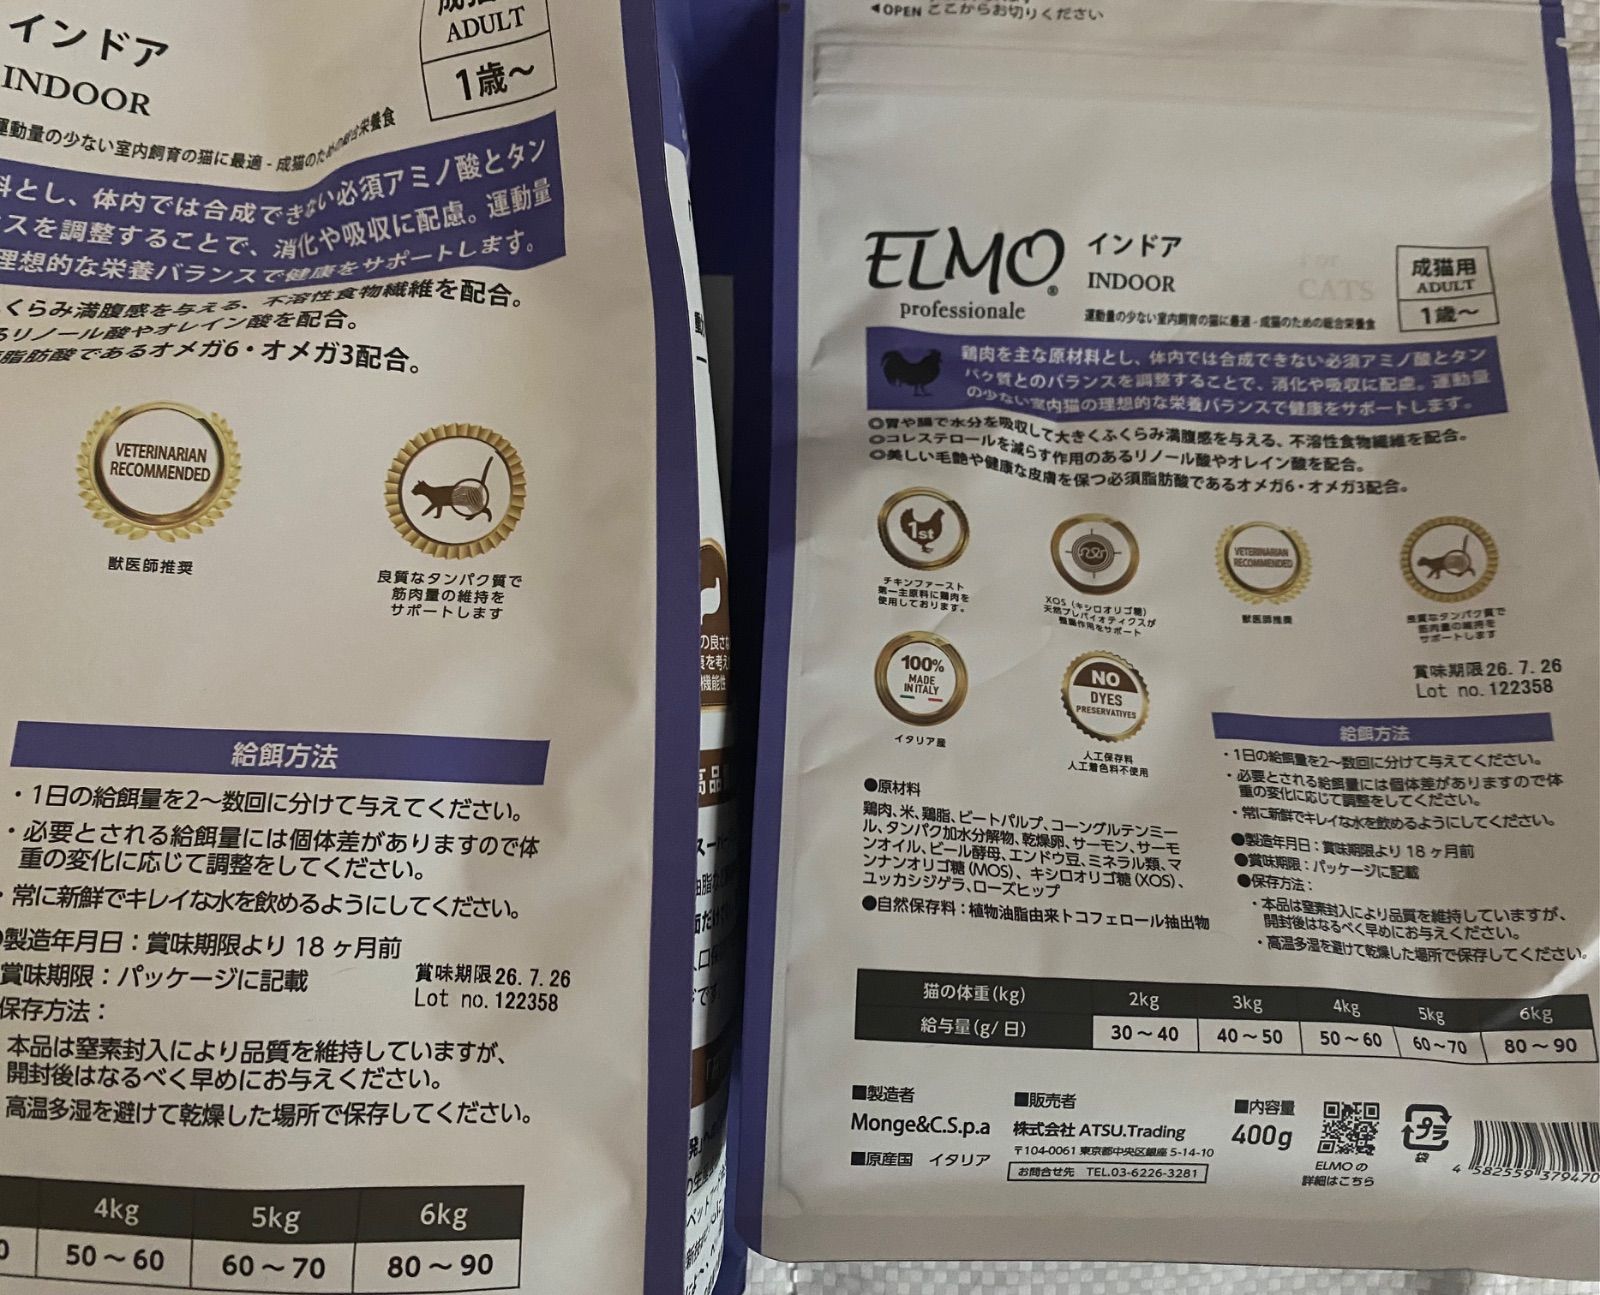 インドア
INDOOR
ADULT
1歳～
運動量の少ない室内飼育の猫に最適 - 成猫のための総合栄養食
料とし、体内では合成できない必須アミノ酸とタン
スを調整することで、消化や吸収に配慮。運動量
理想的な栄養バランスで健康をサポートします。
くらみ満腹感を与える、不溶性食物繊維を配合。
るリノール酸やオレイン酸を配合。
脂肪酸であるオメガ6・オメガ3配合。
VETERINARIAN
RECOMMENDED
獣医師推奨
良質なタンパク質で
筋肉量の維持を
サポートします
給餌方法
・1日の給餌量を2～数回に分けて与えてください。
・必要とされる給餌量には個体差がありますので体
重の変化に応じて調整をしてください。
・常に新鮮でキレイな水を飲めるようにしてください。
製造年月日：賞味期限より 18 ヶ月前
賞味期限：パッケージに記載
賞味期限26.7.26
Lot no.122358
保存方法：
本品は窒素封入により品質を維持していますが、
開封後はなるべく早めにお与えください。
高温多湿を避けて乾燥した場所で保存してください。
4kg 5kg 6kg
50～60 60～70 80～90
◀OPEN ここからお切りください
ELMO®
professionale
インドア
INDOOR
CATS
成猫用
ADULT
1歳～
運動量の少ない室内飼育の猫に最適 - 成猫のための総合栄養食
鶏肉を主な原材料とし、体内では合成できない必須アミノ酸とタン
パク質とのバランスを調整することで、消化や吸収に配慮。運動量
の少ない室内猫の理想的な栄養バランスで健康をサポートします。
○胃や腸で水分を吸収して大きくふくらみ満腹感を与える、不溶性食物繊維を配合。
○コレステロールを減らす作用のあるリノール酸やオレイン酸を配合。
○美しい毛艶や健康な皮膚を保つ必須脂肪酸であるオメガ6・オメガ3配合。
1st
チキンファースト
第一主原料に鶏肉を
使用しております。
XOS（キシロオリゴ糖）
天然プレバイオティクスが
整腸作用をサポート
VETERINARIAN
RECOMMENDED
獣医師推奨
良質なタンパク質で
筋肉量の維持を
サポートします
100%
MADE
IN ITALY
イタリア産
NO
DYES
PRESERVATIVES
人工保存料
人工着色料不使用
賞味期限26.7.26
Lot no.122358
●原材料
鶏肉、米、鶏脂、ビートパルプ、コーングルテンミー
ル、タンパク加水分解物、乾燥卵、サーモン、サーモ
ンオイル、ビール酵母、エンドウ豆、ミネラル類、マ
ンナンオリゴ糖（MOS）、キシロオリゴ糖（XOS）、
ユッカシジゲラ、ローズヒップ
●自然保存料：植物油脂由来トコフェロール抽出物
給餌方法
・1日の給餌量を2～数回に分けて与えてください。
・必要とされる給餌量には個体差がありますので体
重の変化に応じて調整をしてください。
・常に新鮮でキレイな水を飲めるようにしてください。
●製造年月日：賞味期限より 18 ヶ月前
●賞味期限：パッケージに記載
●保存方法：
・本品は窒素封入により品質を維持していますが、
開封後はなるべく早めにお与えください。
・高温多湿を避けて乾燥した場所で保存してください。
猫の体重(kg) 2kg 3kg 4kg 5kg 6kg
給与量(g/日) 30～40 40～50 50～60 60～70 80～90
■製造者
Monge&C.S.p.a
■原産国 イタリア
■販売者
株式会社 ATSU.Trading
〒104-0061 東京都中央区銀座 5-14-10
お問合せ先 TEL.03-6226-3281
■内容量
400g
ELMO の
詳細はこちら
プラ
袋
4 582559 379470